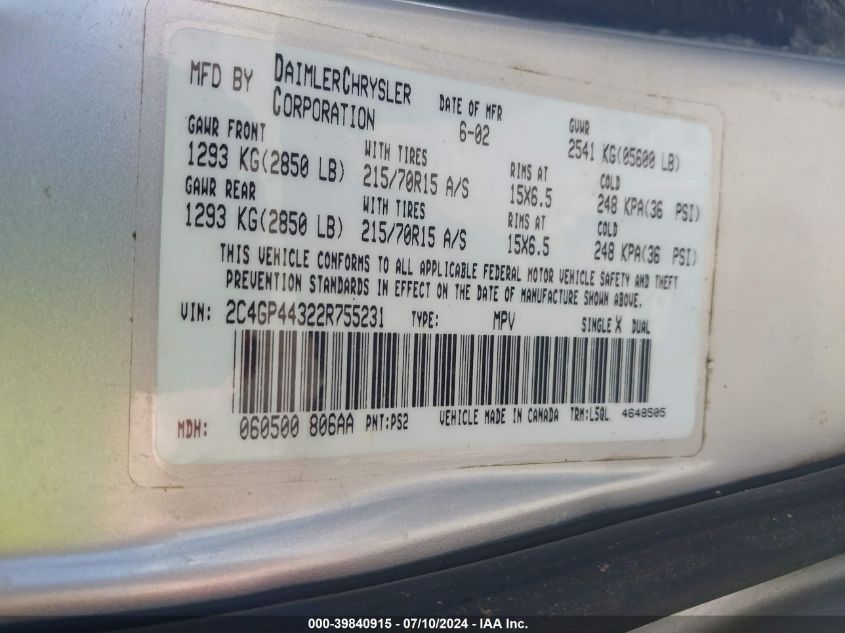 MFD BY DAIMLERCHRYSLER CORPORATION DATE OF MFR 6-02 GVWR 2541 KG(05600 LB)
GAWR FRONT WITH TIRES RIMS AT COLD
1293 KG(2850 LB) 215/70R15 A/S 15X6.5 248 KPA(36 PSI)
GAWR REAR WITH TIRES RIMS AT COLD
1293 KG(2850 LB) 215/70R15 A/S 15X6.5 248 KPA(36 PSI)
THIS VEHICLE CONFORMS TO ALL APPLICABLE FEDERAL MOTOR VEHICLE SAFETY AND THEFT
PREVENTION STANDARDS IN EFFECT ON THE DATE OF MANUFACTURE SHOWN ABOVE.
VIN: 2C4GP44322R755231 TYPE: MPV SINGLE X DUAL
MDH: 060500 806AA PNT:PS2 VEHICLE MADE IN CANADA TRM:L5QL 4648505
000-39840915 - 07/10/2024 - IAA Inc.